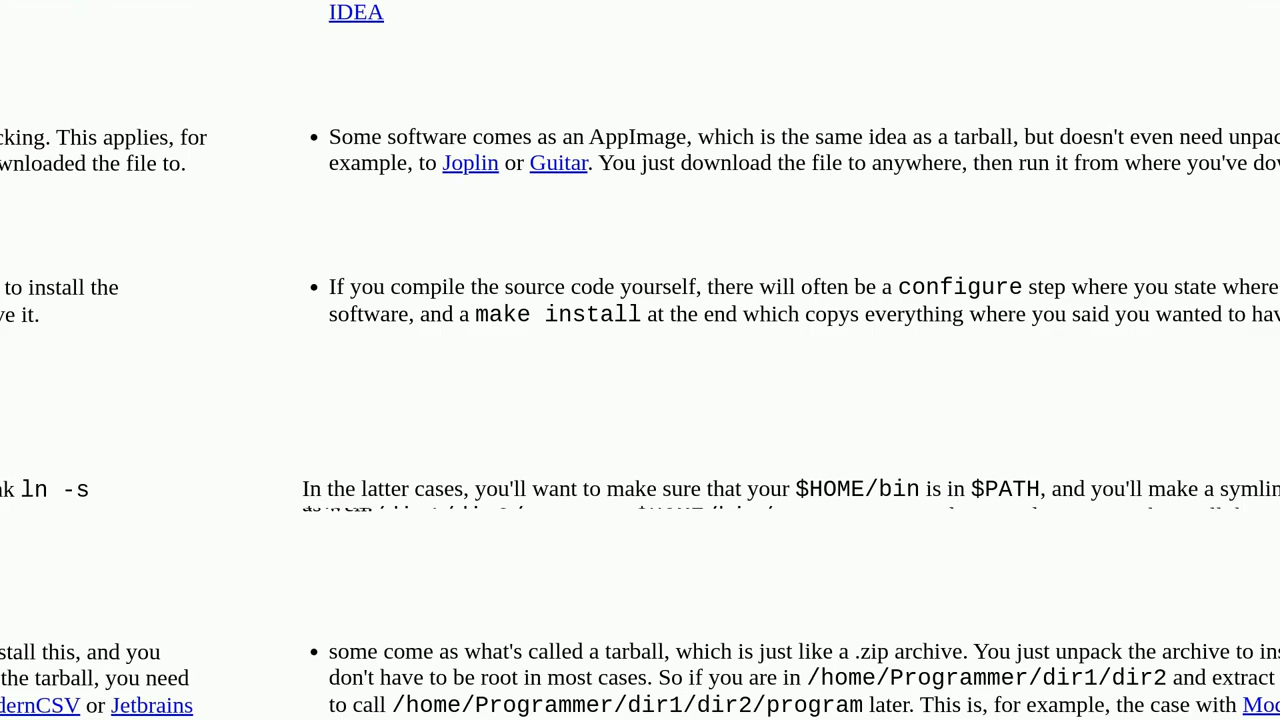 IDEA
cking. This applies, for
wnloaded the file to.
• Some software comes as an AppImage, which is the same idea as a tarball, but doesn't even need unpac
example, to Joplin or Guitar. You just download the file to anywhere, then run it from where you've do
to install the
ve it.
• If you compile the source code yourself, there will often be a configure step where you state where
software, and a make install at the end which copys everything where you said you wanted to hav
nk ln -s
In the latter cases, you'll want to make sure that your $HOME/bin is in $PATH, and you'll make a symlin
stall this, and you
the tarball, you need
dernCSV or Jetbrains
• some come as what's called a tarball, which is just like a .zip archive. You just unpack the archive to ins
don't have to be root in most cases. So if you are in /home/Programmer/dir1/dir2 and extract
to call /home/Programmer/dir1/dir2/program later. This is, for example, the case with Mod